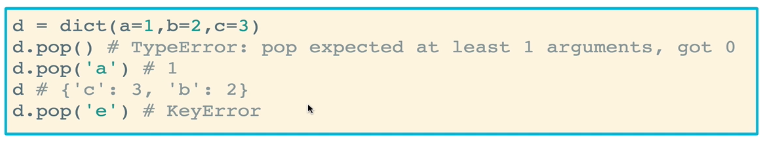 d = dict(a=1,b=2,c=3)
d.pop() # TypeError: pop expected at least 1 arguments, got 0
d.pop('a') # 1
d # {'c': 3, 'b': 2}
d.pop('e') # KeyError